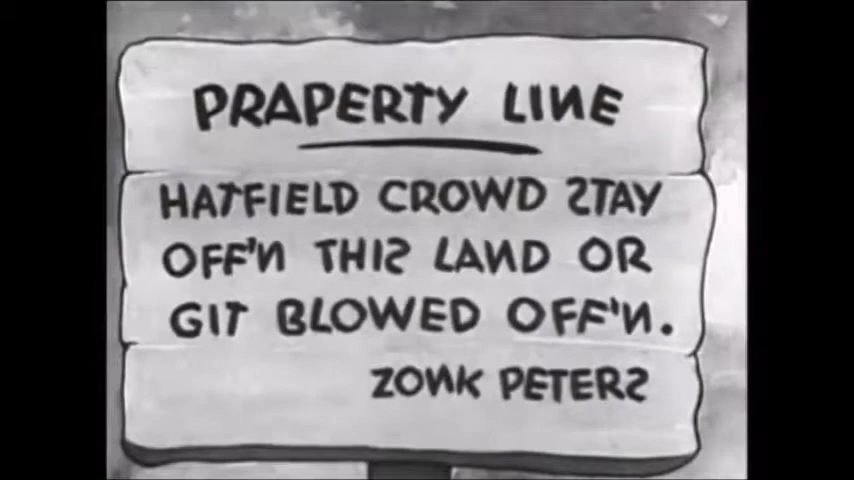 PRAPERTY LINE
HATFIELD CROWD STAY
OFF'N THIS LAND OR
GIT BLOWED OFF'N.
ZONK PETERS